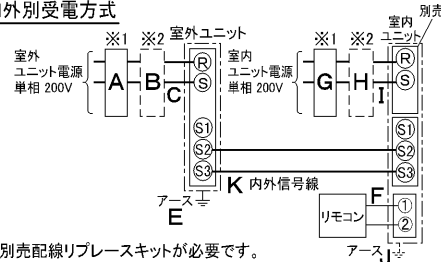 外別受電方式
別売
※1
※2
室外ユニット
※1
※2
室内
ユニット
室外
ユニット電源
単相 200V
A
B
C
R
S
室内
ユニット電源
単相 200V
G
H
I
R
S
S1
S2
S3
S1
S2
S3
K 内外信号線
アース
E
リモコン
F
①
②
アース
J
別売配線リプレースキットが必要です。